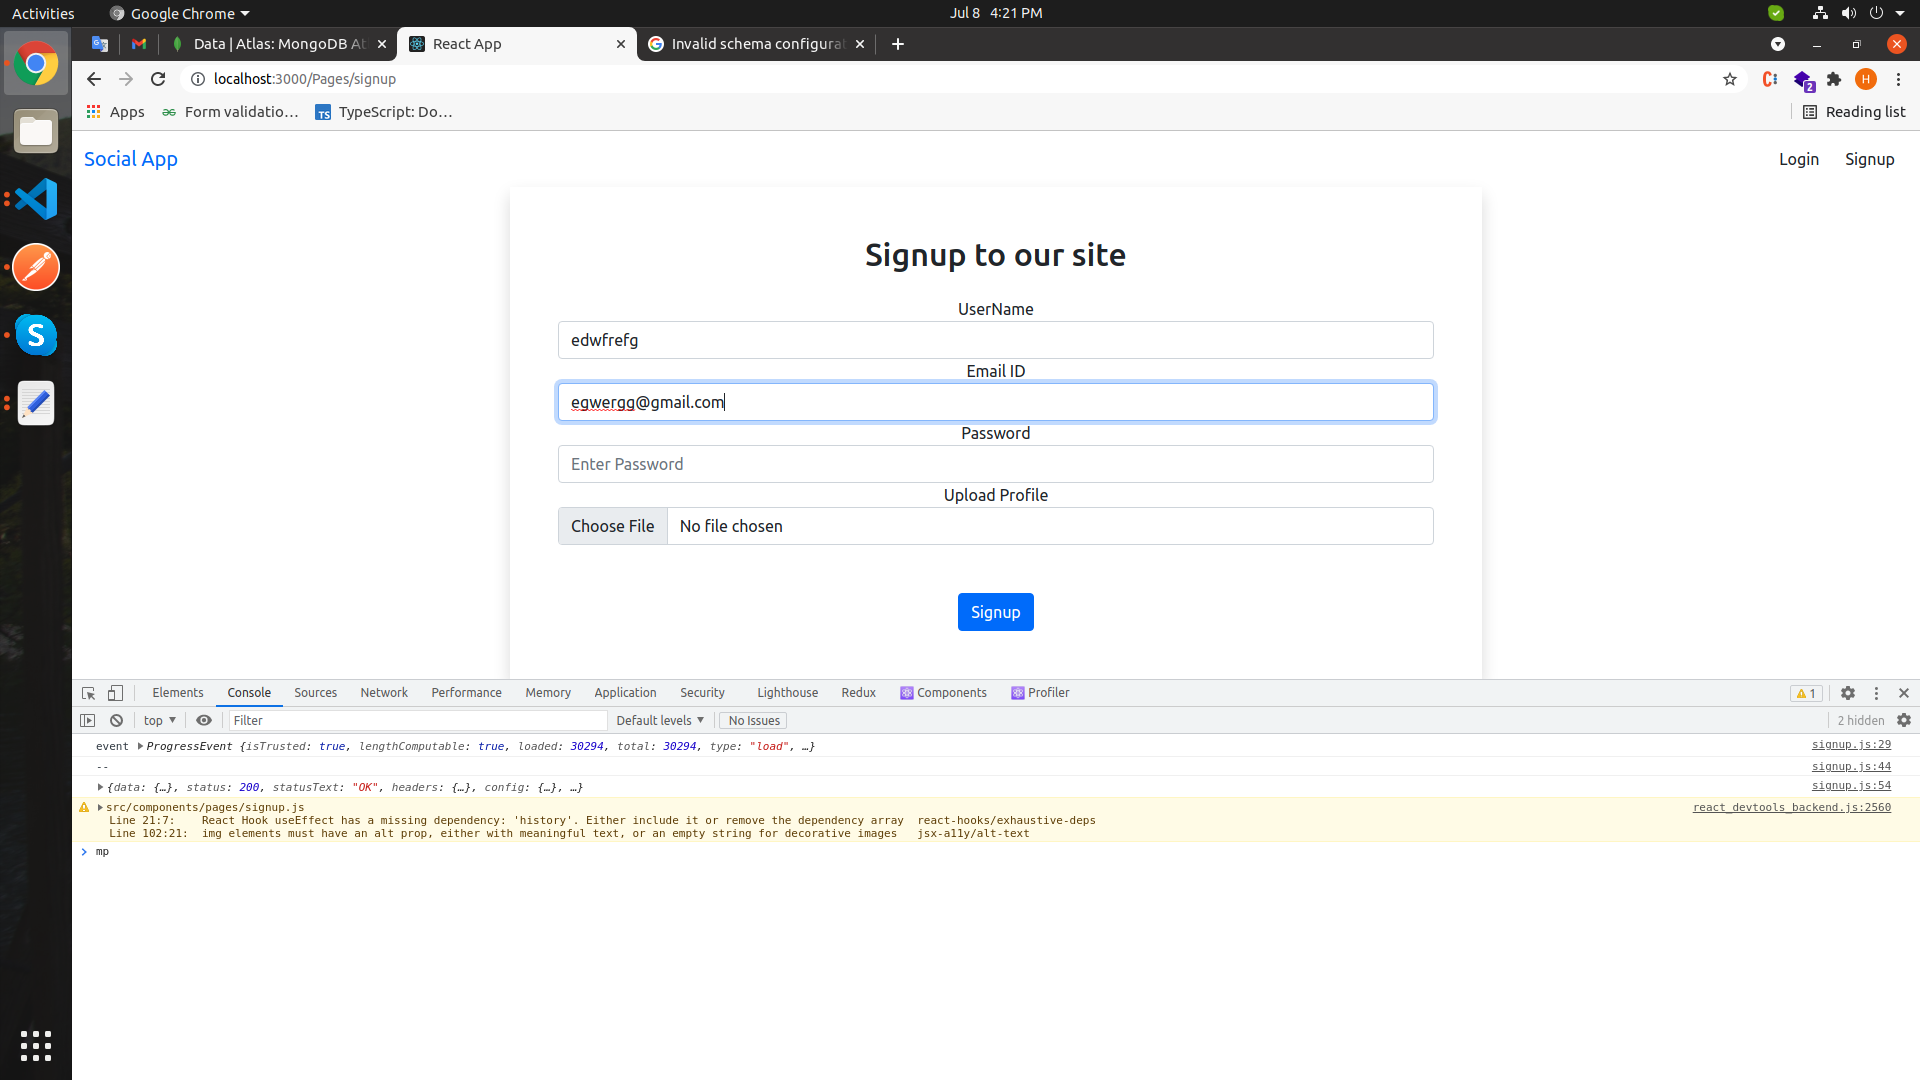 Activities Google Chrome Jul 8 4:21 PM
Data | Atlas: MongoDB At React App Invalid schema configurat
localhost:3000/Pages/signup H 2
Apps Form validatio... TS TypeScript: Do... Reading list
Social App Login Signup
Signup to our site
UserName
edwfrefg
Email ID
egwergg@gmail.com
Password
Enter Password
Upload Profile
Choose File No file chosen
Signup
Elements Console Sources Network Performance Memory Application Security Lighthouse Redux Components Profiler 1
top Filter Default levels No Issues 2 hidden
event ProgressEvent {isTrusted: true, lengthComputable: true, loaded: 30294, total: 30294, type: "load", …} signup.js:29
-- signup.js:44
{data: {…}, status: 200, statusText: "OK", headers: {…}, config: {…}, …} signup.js:54
src/components/pages/signup.js react_devtools_backend.js:2560
Line 21:7: React Hook useEffect has a missing dependency: 'history'. Either include it or remove the dependency array react-hooks/exhaustive-deps
Line 102:21: img elements must have an alt prop, either with meaningful text, or an empty string for decorative images jsx-a11y/alt-text
mp